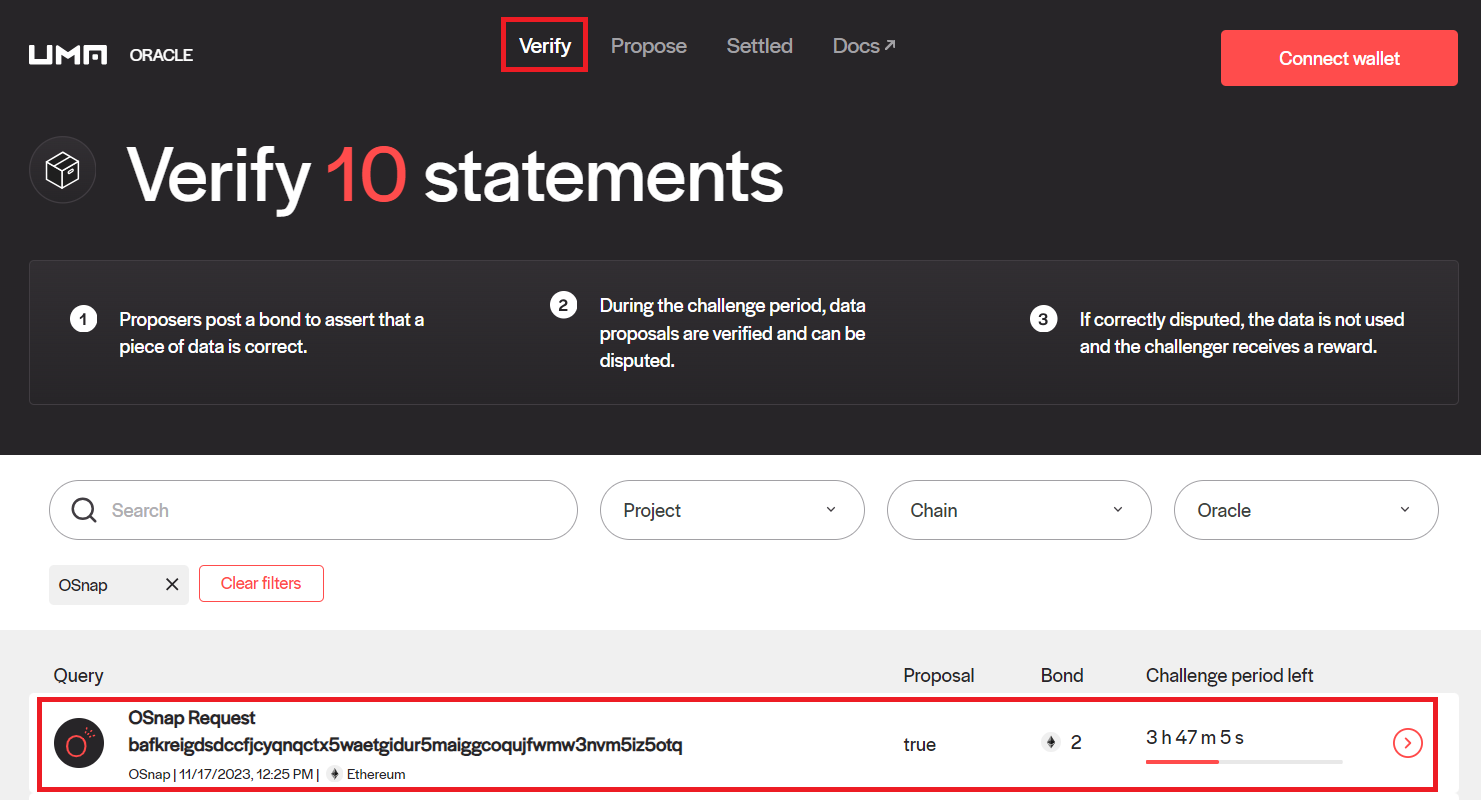 UMA ORACLE
Verify Propose Settled Docs
Connect wallet
Verify 10 statements
1 Proposers post a bond to assert that a
piece of data is correct.
2 During the challenge period, data
proposals are verified and can be
disputed.
3 If correctly disputed, the data is not used
and the challenger receives a reward.
Search
Project
Chain
Oracle
OSnap
Clear filters
Query Proposal Bond Challenge period left
OSnap Request
bafkreigdsdccfjcyqnqctx5waetgidur5maiggcoqujfwmw3nvm5iz5otq
OSnap | 11/17/2023, 12:25 PM | Ethereum
true
2
3 h 47 m 5 s